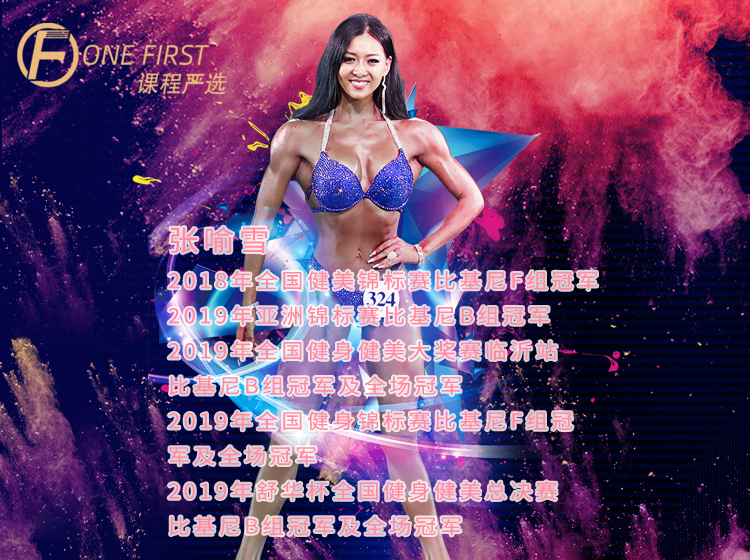 ONE FIRST
课程严选
张喻雪
2018年全国健美锦标赛比基尼F组冠军
324
2019年亚洲锦标赛比基尼B组冠军
2019年全国健身健美大奖赛临沂站
比基尼B组冠军及全场冠军
2019年全国健身锦标赛比基尼F组冠
军及全场冠军
2019年舒华杯全国健身健美总决赛
比基尼B组冠军及全场冠军